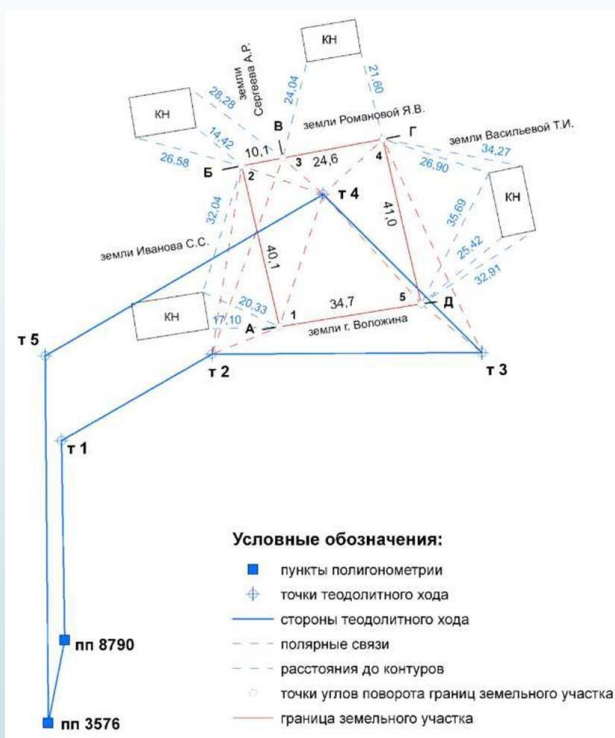 КН
земли
Сергеева А.Р.
28,28
24,04
21,60
КН
В
земли Романовой Я.В.
Г
земли Васильевой Т.И.
14,42
10,1
3
24,6
4
34,27
26,90
26,58
Б
2
т 4
КН
32,04
35,69
41,0
земли Иванова С.С.
40,1
25,42
32,91
20,33
34,7
5
Д
КН
17,10
А
1
земли г. Воложина
т 5
т 2
т 3
т 1
Условные обозначения:
пункты полигонометрии
точки теодолитного хода
стороны теодолитного хода
пп 8790
полярные связи
расстояния до контуров
точки углов поворота границ земельного участка
пп 3576
граница земельного участка